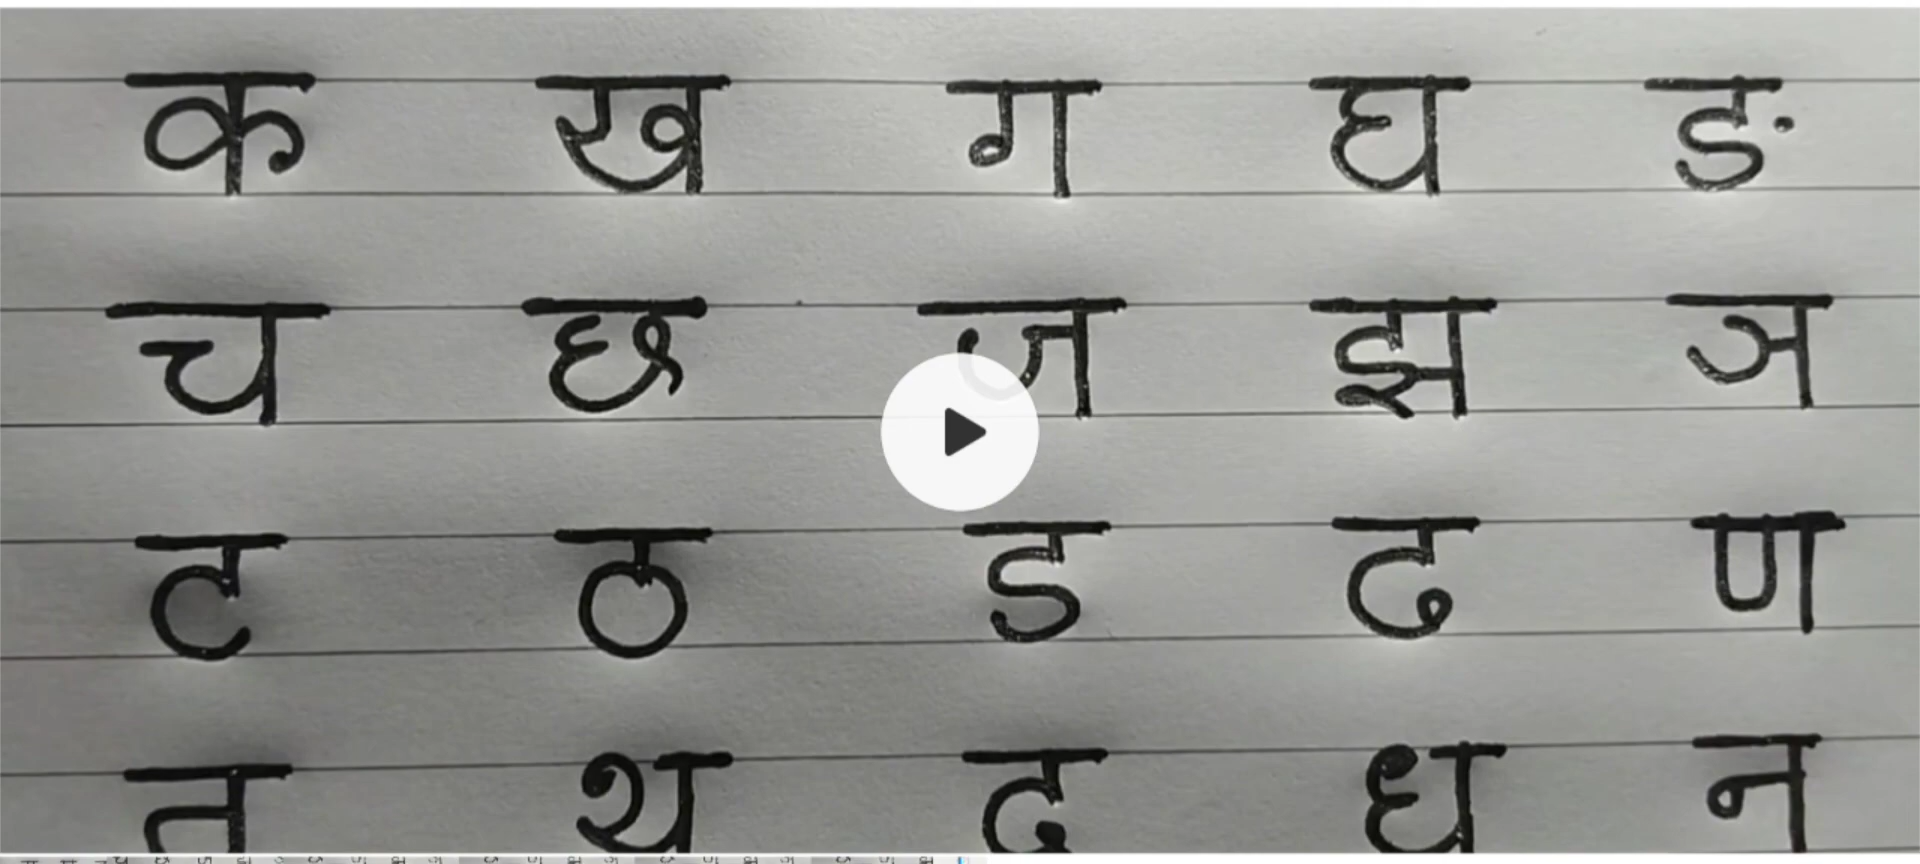 क ख ग घ ङ
च छ ज झ ञ
ट ठ ड ढ ण
त थ द ध न